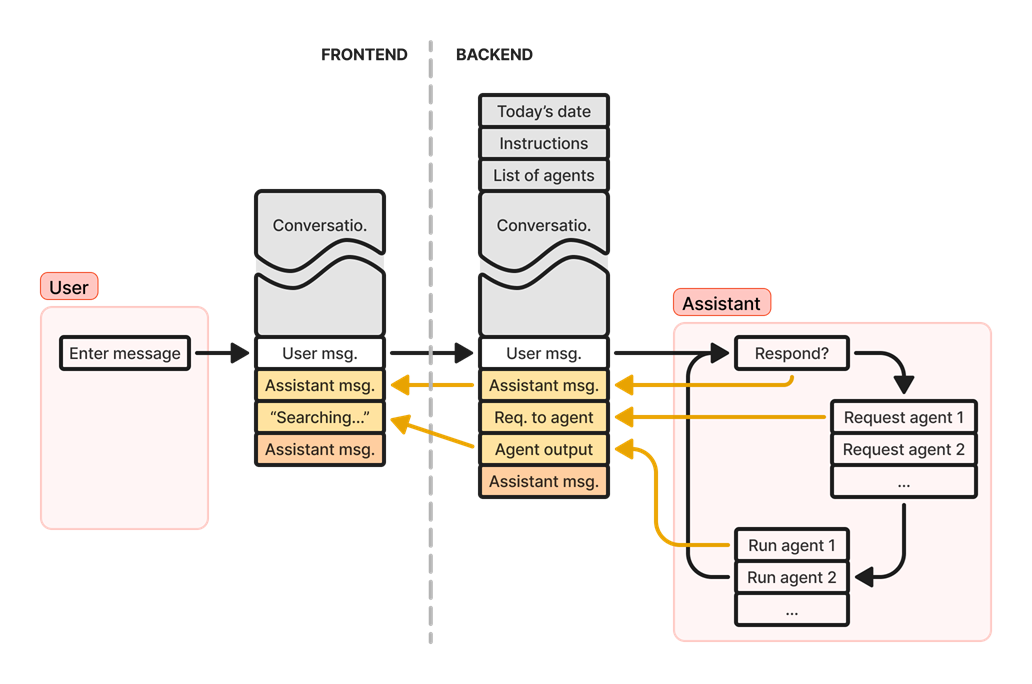 FRONTEND
BACKEND
Today’s date
Instructions
List of agents
Conversatio.
Conversatio.
User
Assistant
Enter message
User msg.
User msg.
Respond?
Assistant msg.
Assistant msg.
“Searching...”
Req. to agent
Request agent 1
Assistant msg.
Agent output
Request agent 2
Assistant msg.
...
Run agent 1
Run agent 2
...